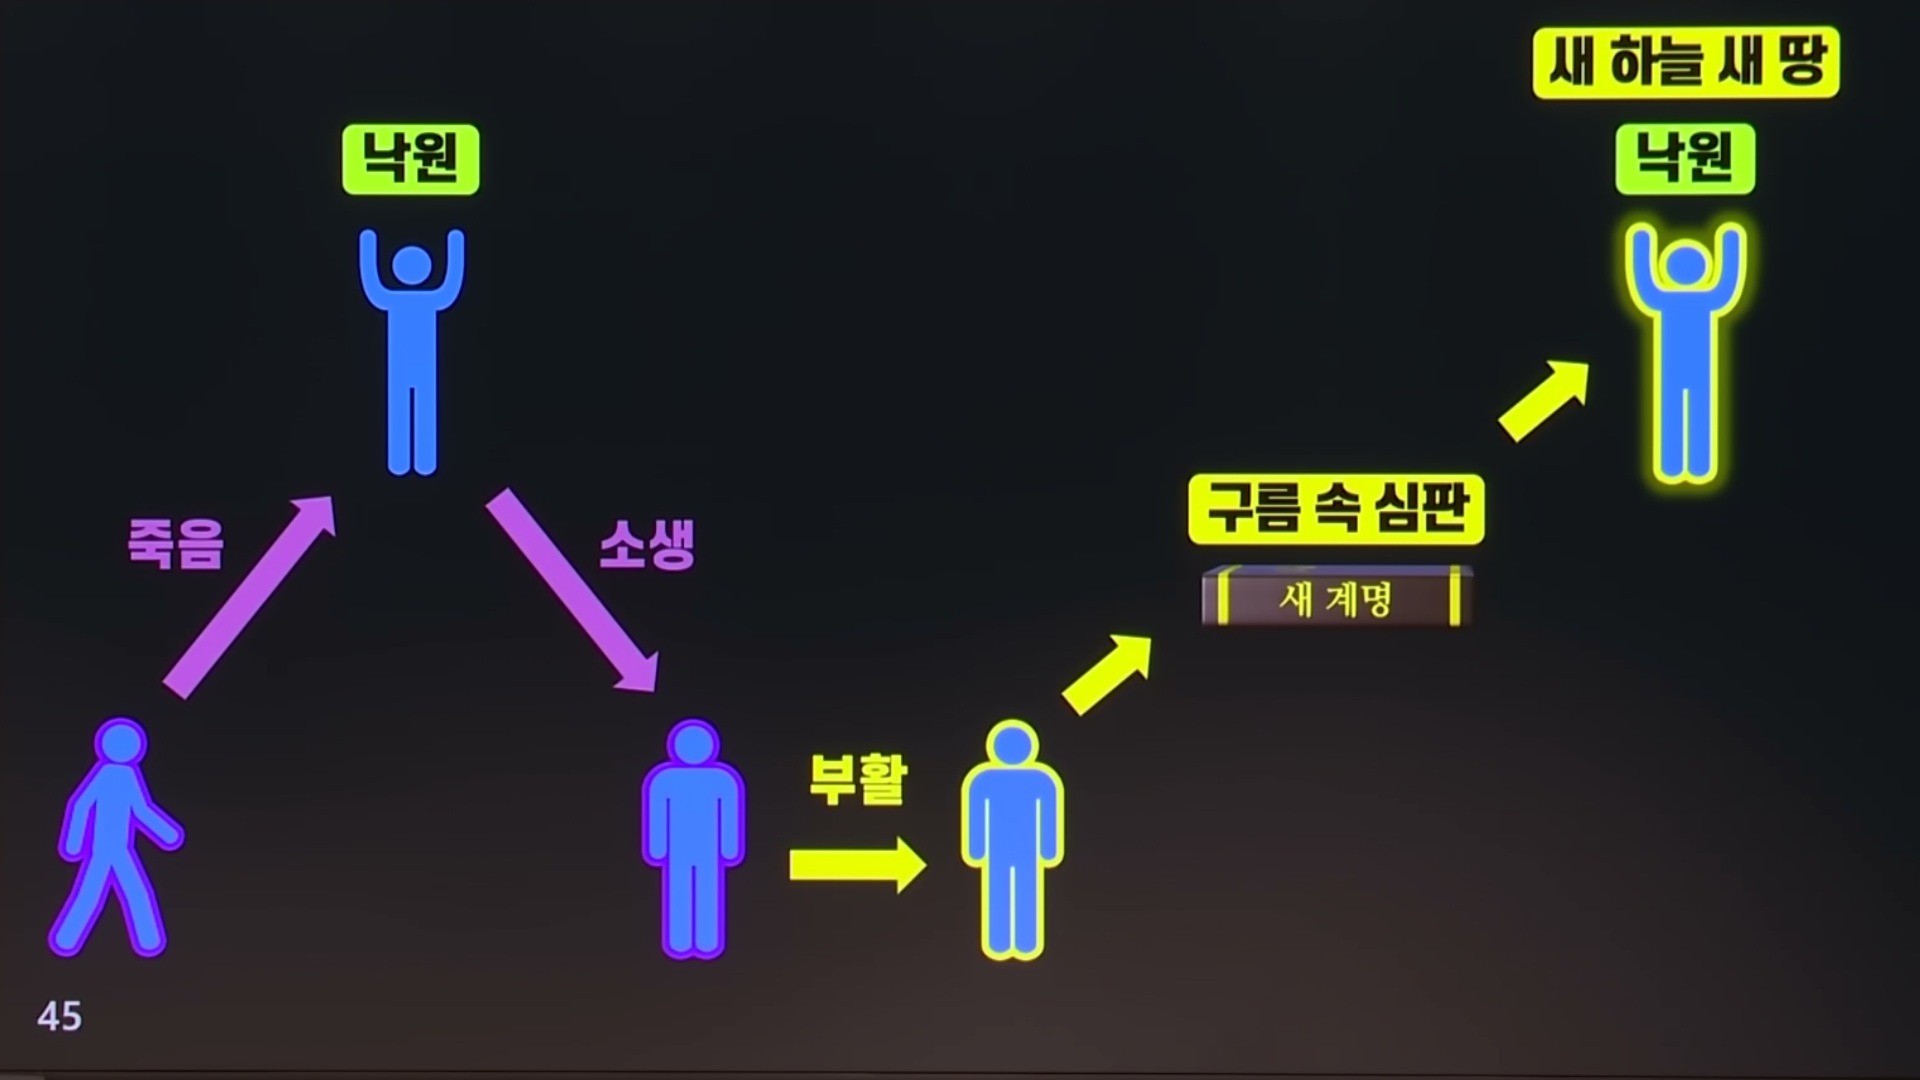 새 하늘 새 땅
낙원
낙원
죽음
소생
구름 속 심판
새 계명
부활
45